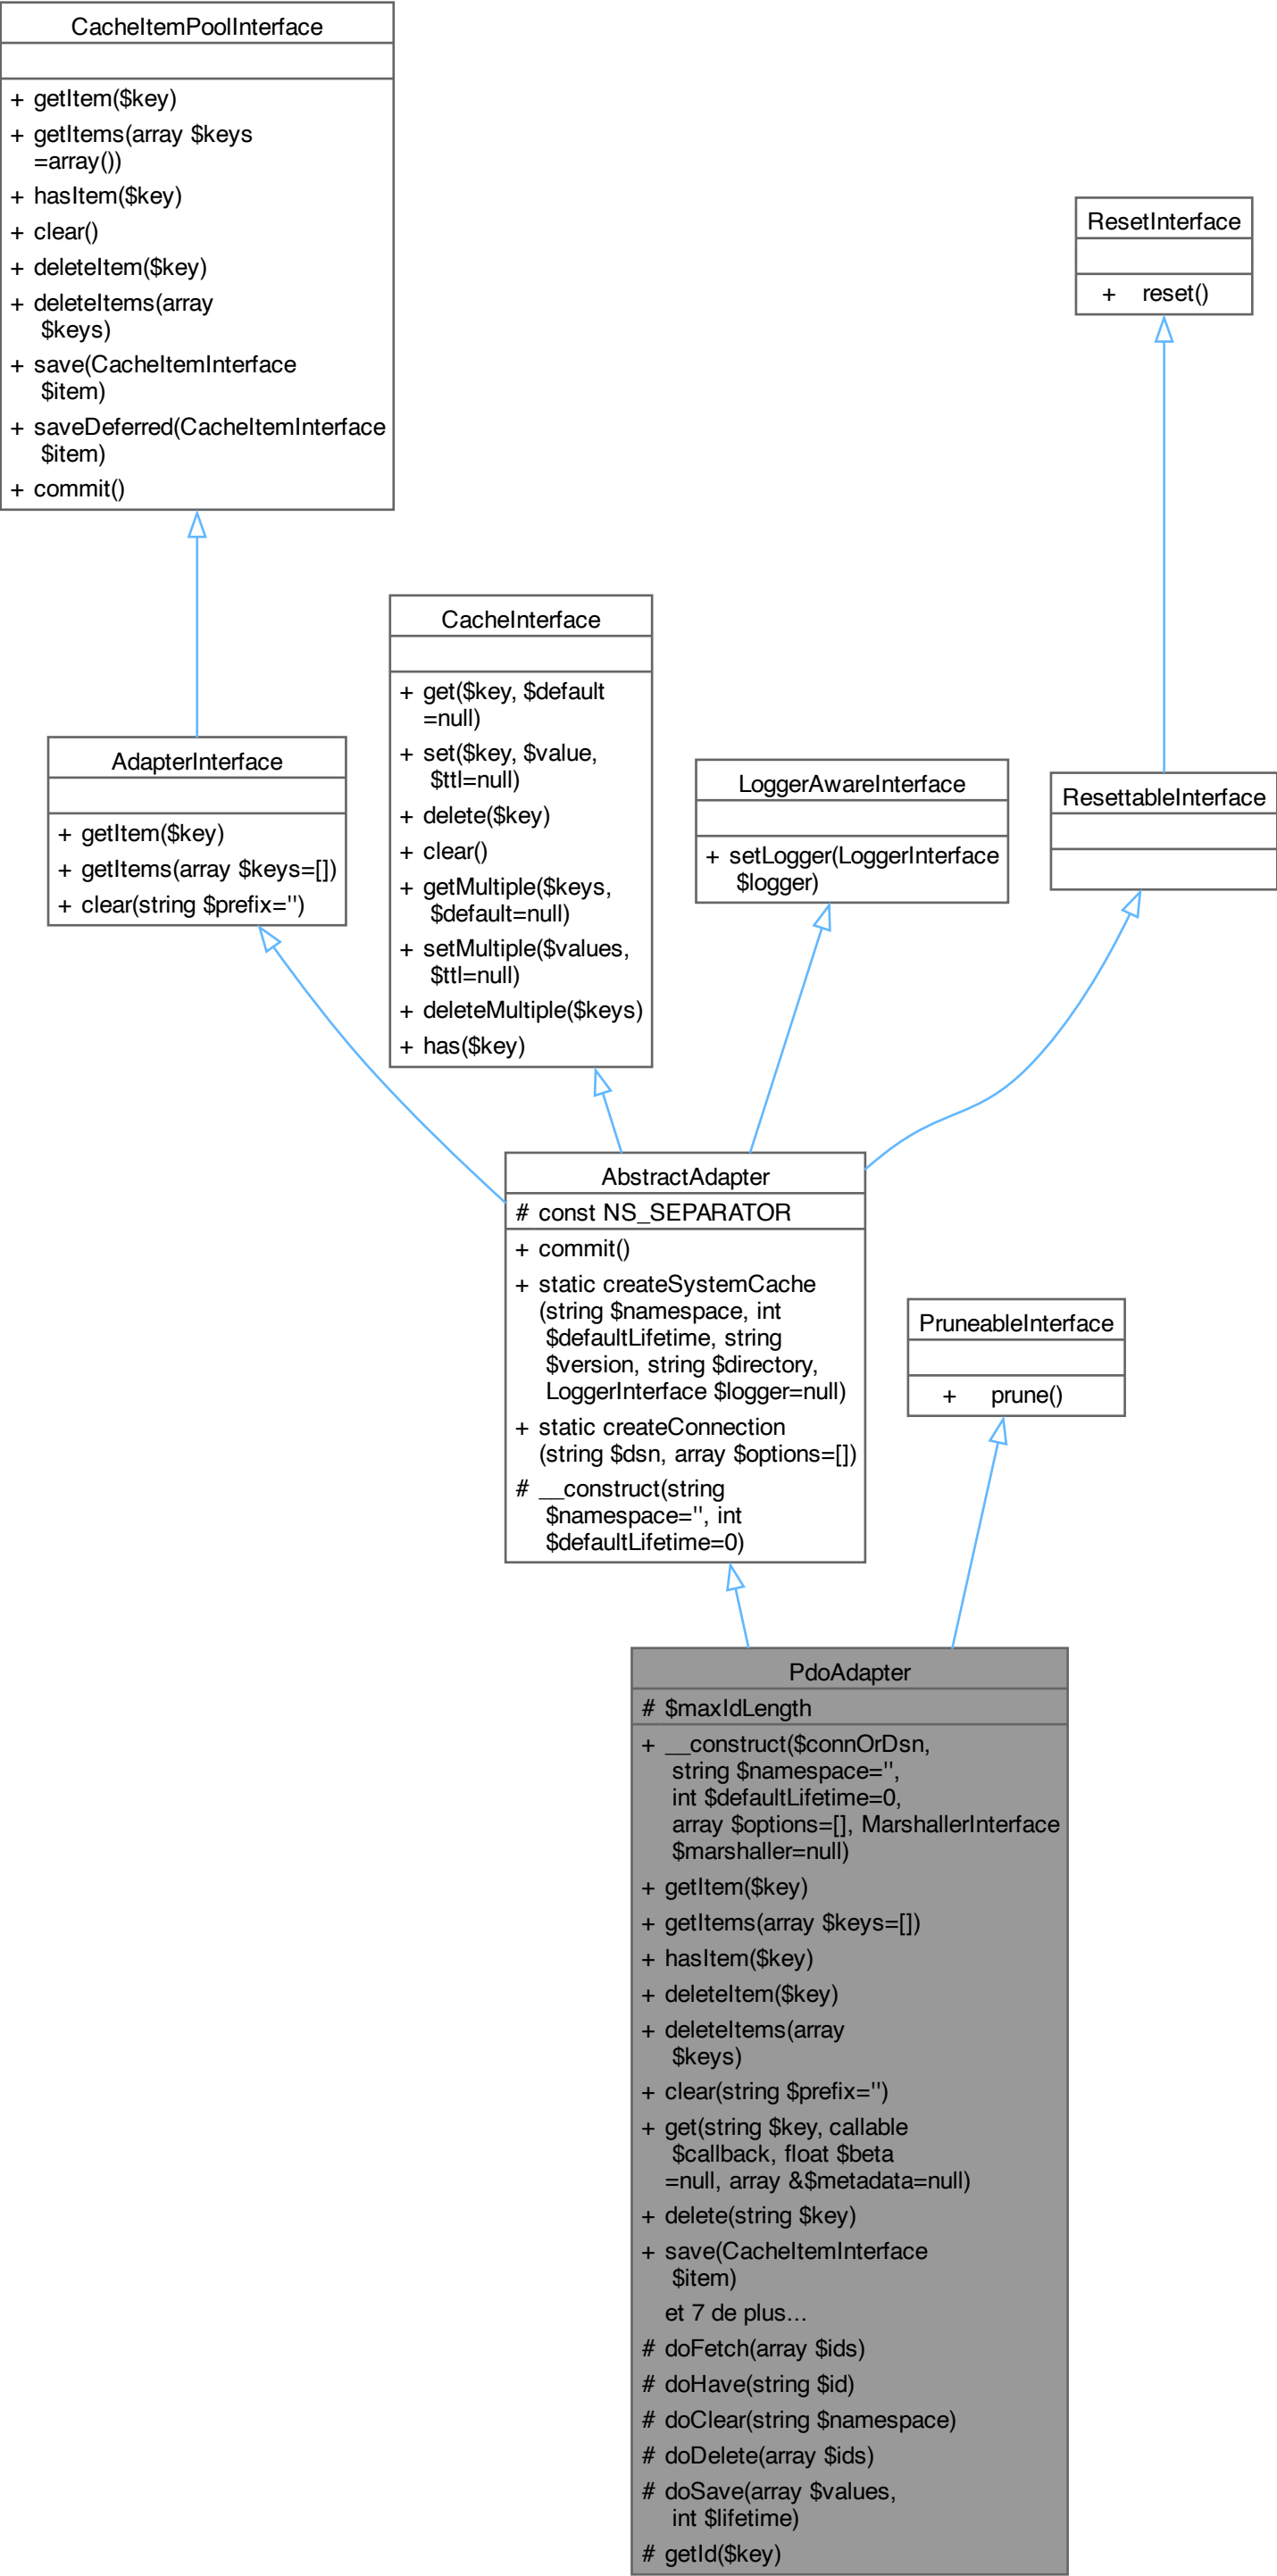 CacheItemPoolInterface
+ getItem($key)
+ getItems(array $keys
=array())
+ hasItem($key)
+ clear()
+ deleteItem($key)
+ deleteItems(array
$keys)
+ save(CacheItemInterface
$item)
+ saveDeferred(CacheItemInterface
$item)
+ commit()
ResetInterface
+ reset()
CacheInterface
+ get($key, $default
=null)
+ set($key, $value,
$ttl=null)
+ delete($key)
+ clear()
+ getMultiple($keys,
$default=null)
+ setMultiple($values,
$ttl=null)
+ deleteMultiple($keys)
+ has($key)
AdapterInterface
+ getItem($key)
+ getItems(array $keys=[])
+ clear(string $prefix='')
LoggerAwareInterface
+ setLogger(LoggerInterface
$logger)
ResettableInterface
AbstractAdapter
# const NS_SEPARATOR
+ commit()
+ static createSystemCache
(string $namespace, int
$defaultLifetime, string
$version, string $directory,
LoggerInterface $logger=null)
+ static createConnection
(string $dsn, array $options=[])
# __construct(string
$namespace='', int
$defaultLifetime=0)
PruneableInterface
+ prune()
PdoAdapter
# $maxIdLength
+ __construct($connOrDsn,
string $namespace='',
int $defaultLifetime=0,
array $options=[], MarshallerInterface
$marshaller=null)
+ getItem($key)
+ getItems(array $keys=[])
+ hasItem($key)
+ deleteItem($key)
+ deleteItems(array
$keys)
+ clear(string $prefix='')
+ get(string $key, callable
$callback, float $beta
=null, array &$metadata=null)
+ delete(string $key)
+ save(CacheItemInterface
$item)
et 7 de plus...
# doFetch(array $ids)
# doHave(string $id)
# doClear(string $namespace)
# doDelete(array $ids)
# doSave(array $values,
int $lifetime)
# getId($key)